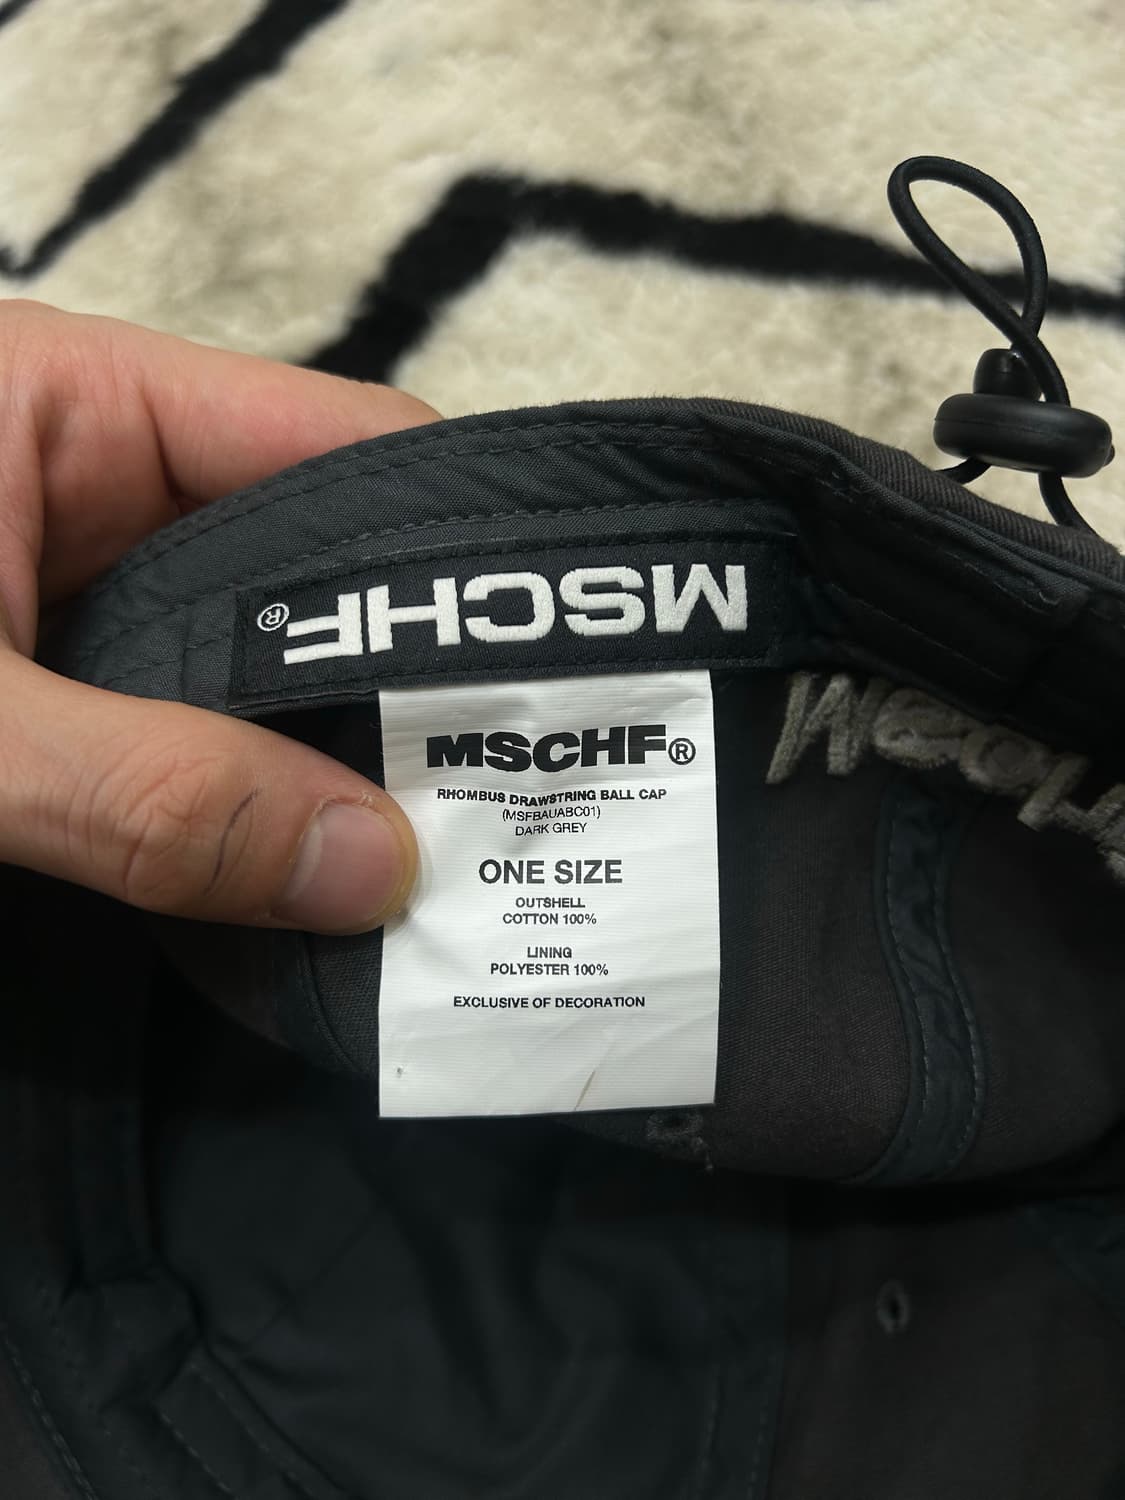 MSCHF®
MSCHF®
RHOMBUS DRAWSTRING BALL CAP
(MSFBAUABC01)
DARK GREY
ONE SIZE
OUTSHELL
COTTON 100%
LINING
POLYESTER 100%
EXCLUSIVE OF DECORATION